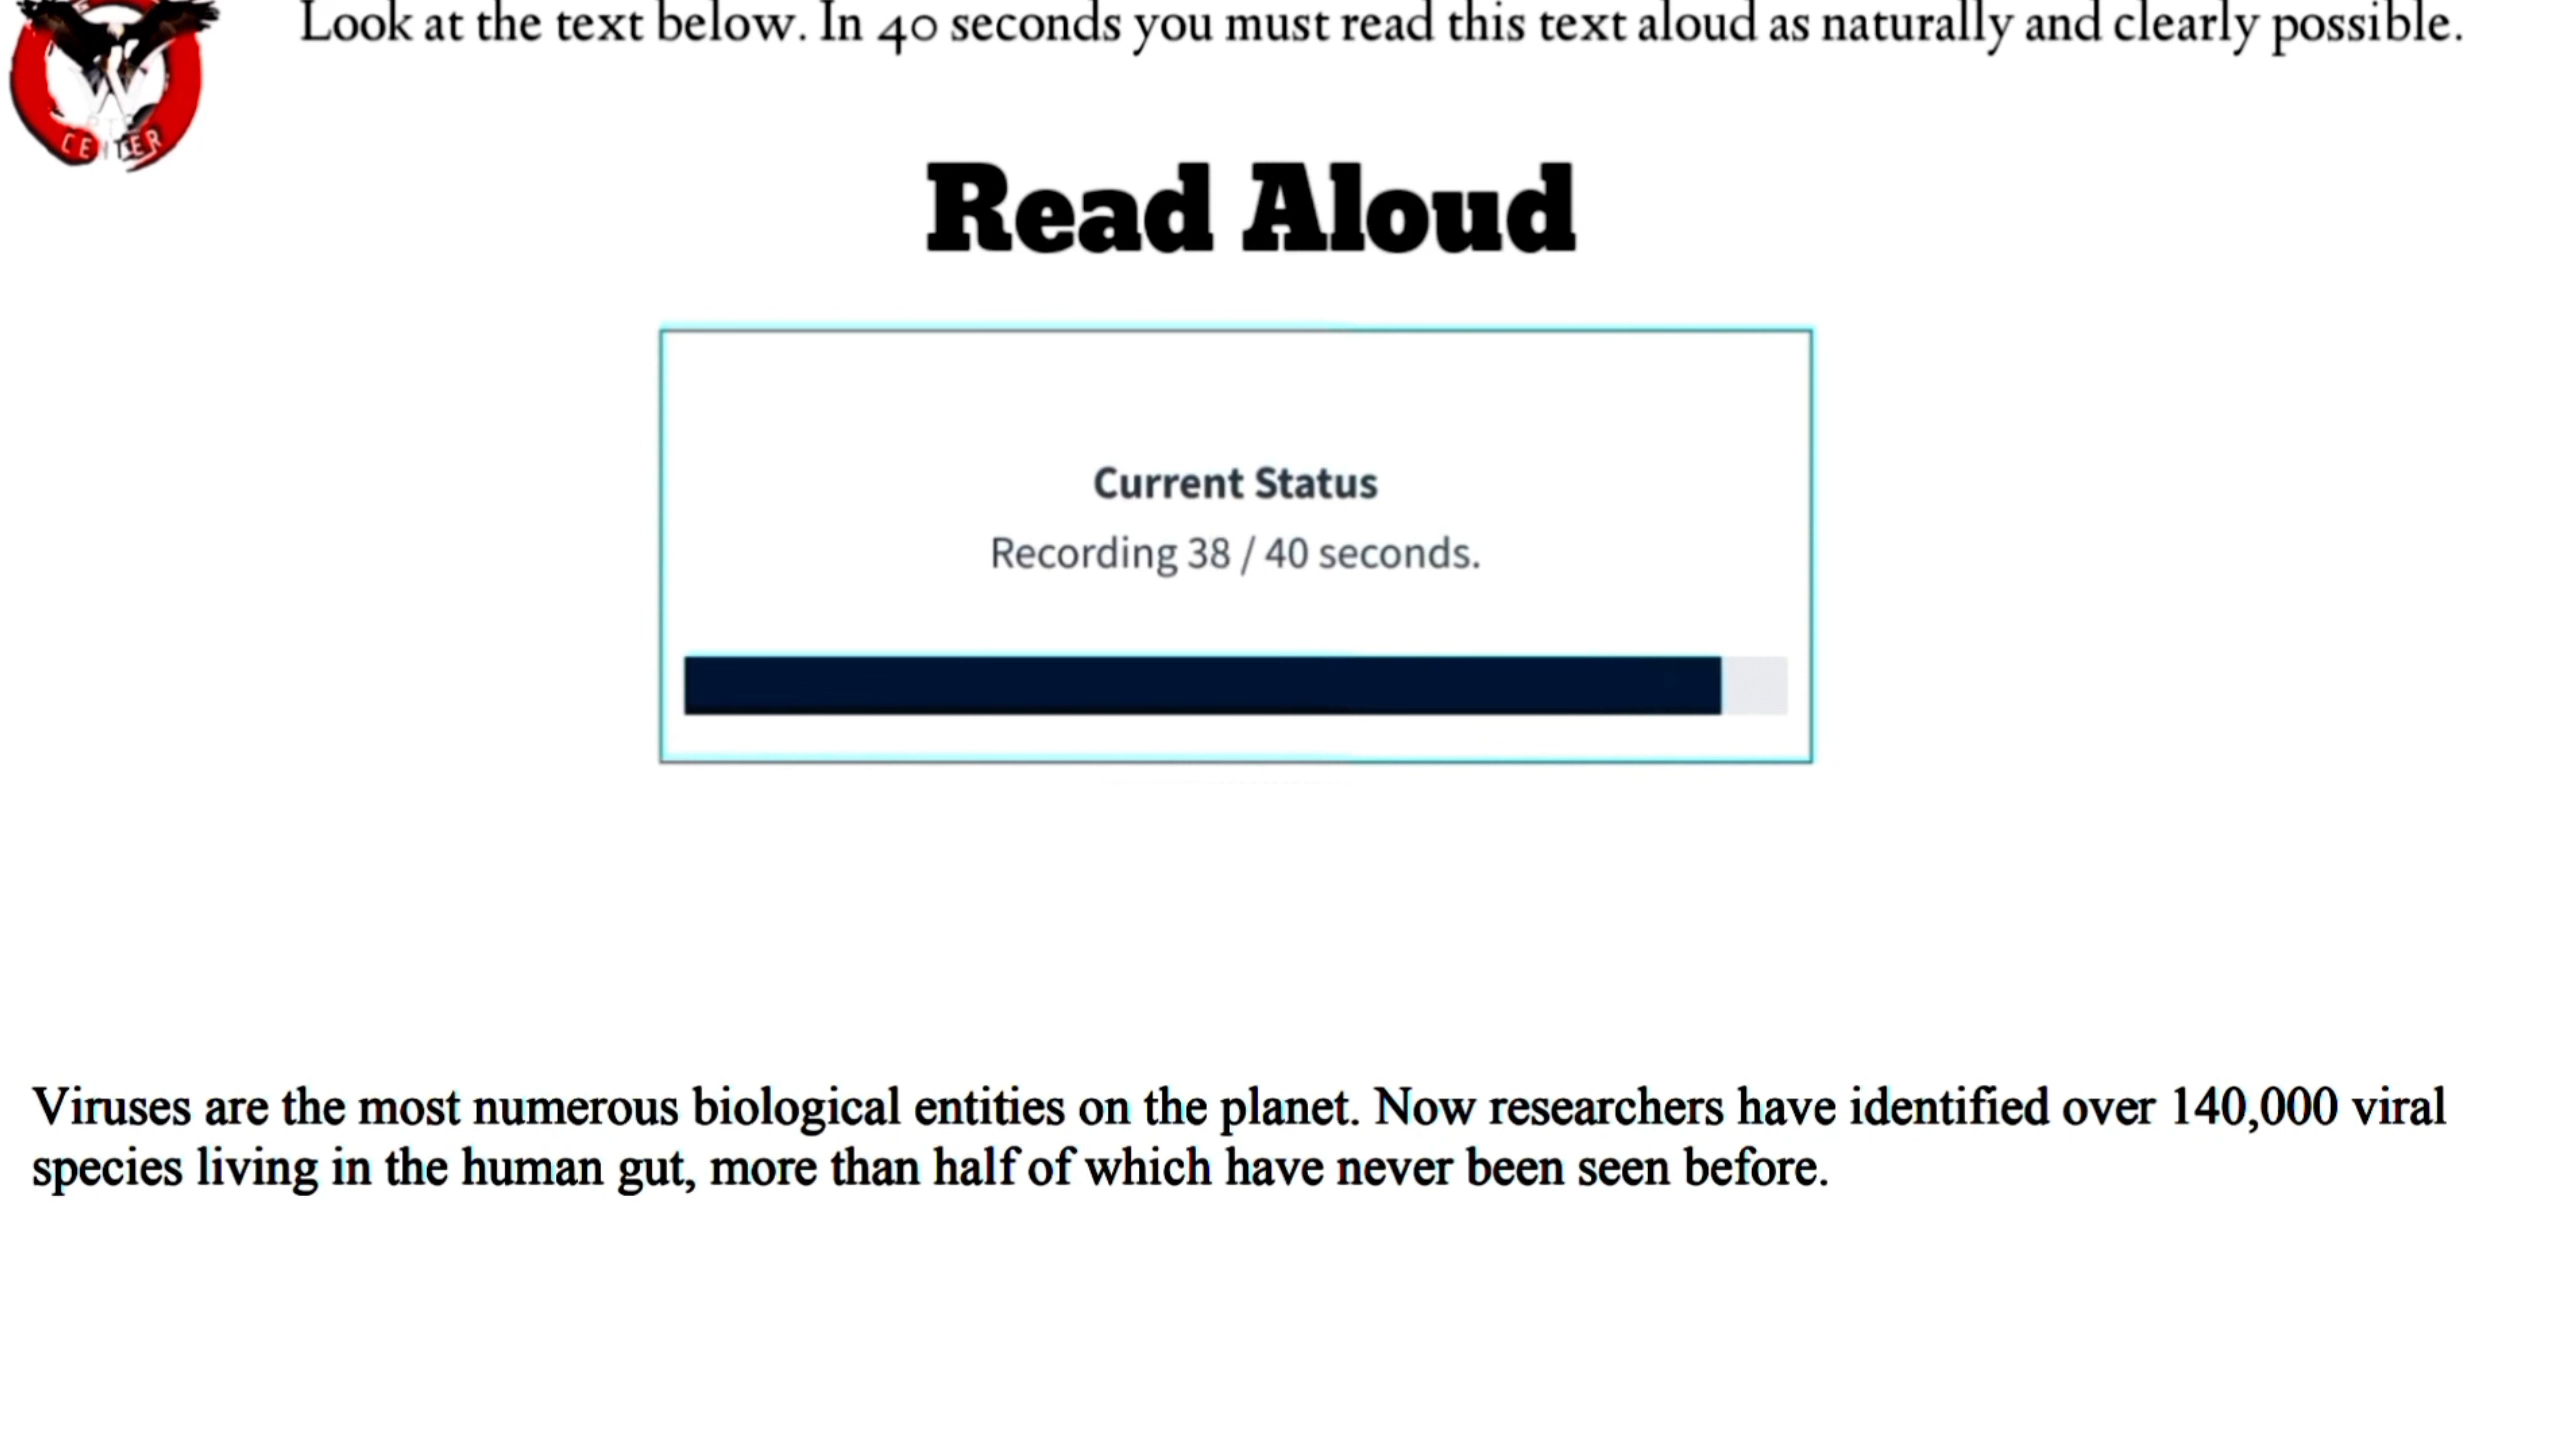 Look at the text below. In 40 seconds you must read this text aloud as naturally and clearly possible.
W
CENTER
Read Aloud
Current Status
Recording 38 / 40 seconds.
Viruses are the most numerous biological entities on the planet. Now researchers have identified over 140,000 viral
species living in the human gut, more than half of which have never been seen before.